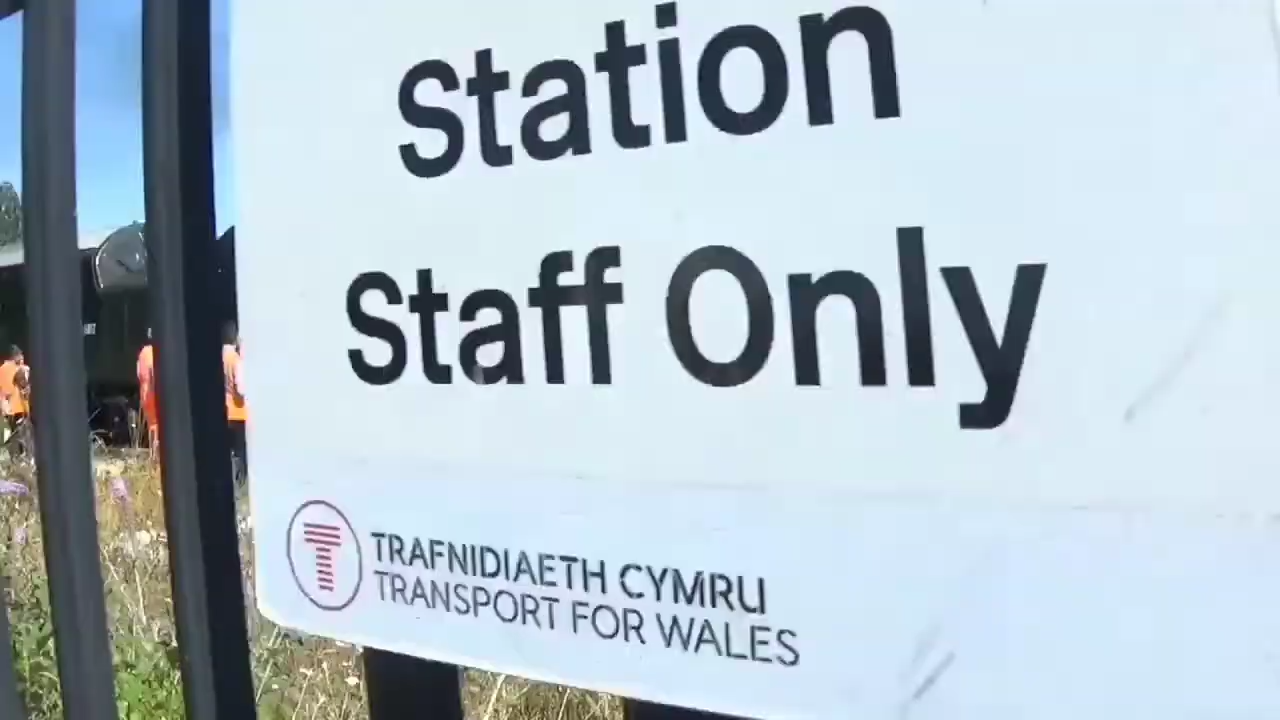 Station
Staff Only
TRAFNIDIAETH CYMRU
TRANSPORT FOR WALES